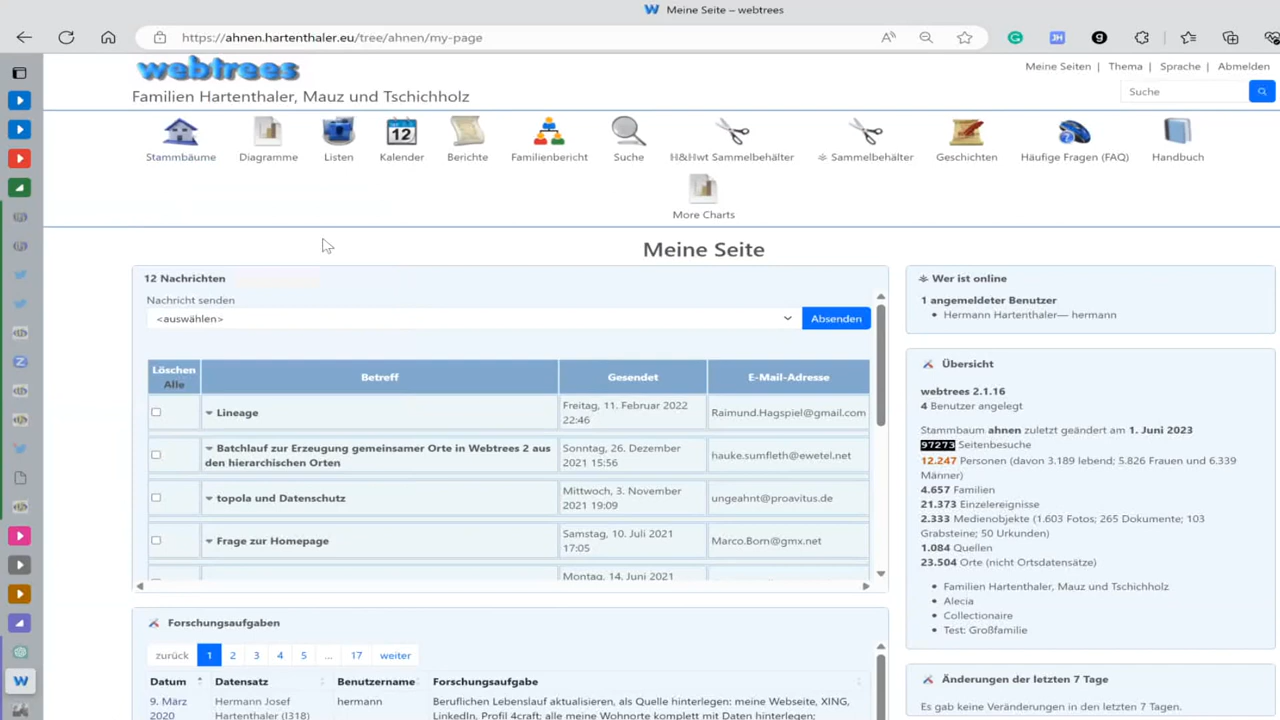 Meine Seite – webtrees
https://ahnen.hartenthaler.eu/tree/ahnen/my-page
webtrees
Meine Seiten | Thema | Sprache | Abmelden
Familien Hartenthaler, Mauz und Tschichholz
Suche
12
Stammbäume Diagramme Listen Kalender Berichte Familienbericht Suche H&Hwt Sammelbehälter Sammelbehälter Geschichten Häufige Fragen (FAQ) Handbuch
More Charts
Meine Seite
12 Nachrichten
Nachricht senden
<auswählen> Absenden
Löschen
Alle
Betreff Gesendet E-Mail-Adresse
Lineage
Freitag, 11. Februar 2022
22:46
Raimund.Hagspiel@gmail.com
Batchlauf zur Erzeugung gemeinsamer Orte in Webtrees 2 aus
den hierarchischen Orten
Sonntag, 26. Dezember
2021 15:56
hauke.sumfleth@ewetel.net
topola und Datenschutz
Mittwoch, 3. November
2021 19:09
ungeahnt@proavitus.de
Frage zur Homepage
Samstag, 10. Juli 2021
17:05
Marco.Born@gmx.net
Montag, 14. Juni 2021
Forschungsaufgaben
zurück 1 2 3 4 5 ... 17 weiter
Datum Datensatz Benutzername Forschungsaufgabe
9. März
2020
Hermann Josef
Hartenthaler (I318)
hermann
Beruflichen Lebenslauf aktualisieren, als Quelle hinterlegen: meine Webseite, XING,
LinkedIn, Profil 4craft; alle meine Wohnorte komplett mit Daten hinterlegen;
Wer ist online
1 angemeldeter Benutzer
Hermann Hartenthaler— hermann
Übersicht
webtrees 2.1.16
4 Benutzer angelegt
Stammbaum ahnen zuletzt geändert am 1. Juni 2023
97273 Seitenbesuche
12.247 Personen (davon 3.189 lebend; 5.826 Frauen und 6.339
Männer)
4.657 Familien
21.373 Einzelereignisse
2.333 Medienobjekte (1.603 Fotos; 265 Dokumente; 103
Grabsteine; 50 Urkunden)
1.084 Quellen
23.504 Orte (nicht Ortsdatensätze)
Familien Hartenthaler, Mauz und Tschichholz
Alecia
Collectionaire
Test: Großfamilie
Änderungen der letzten 7 Tage
Es gab keine Veränderungen in den letzten 7 Tagen.